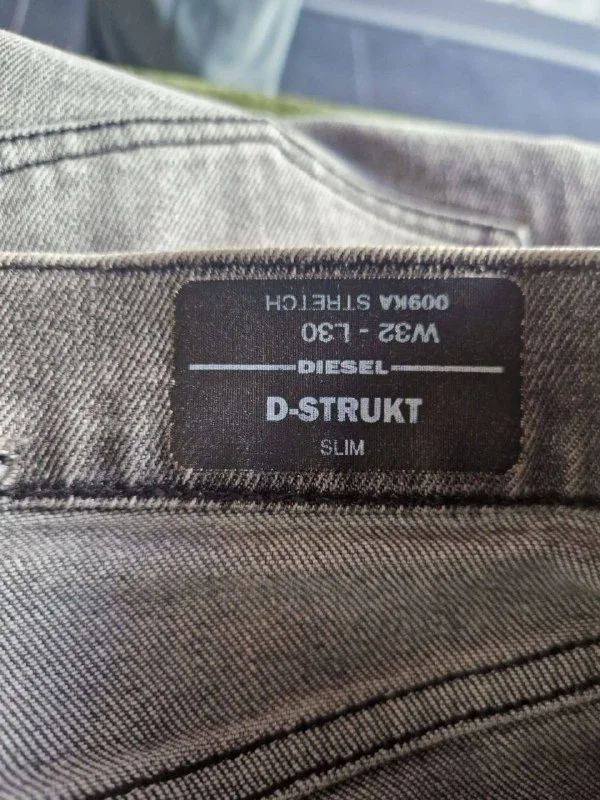 009KA STRETCH
W32 - L30
DIESEL
D-STRUKT
SLIM